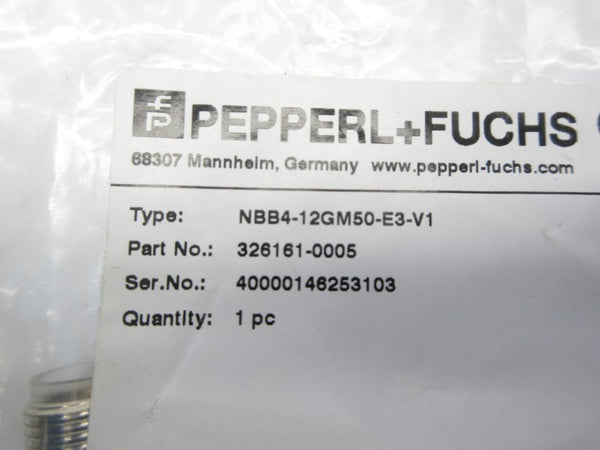 FP PEPPERL+FUCHS
68307 Mannheim, Germany www.pepperl-fuchs.com
Type: NBB4-12GM50-E3-V1
Part No.: 326161-0005
Ser.No.: 40000146253103
Quantity: 1 pc